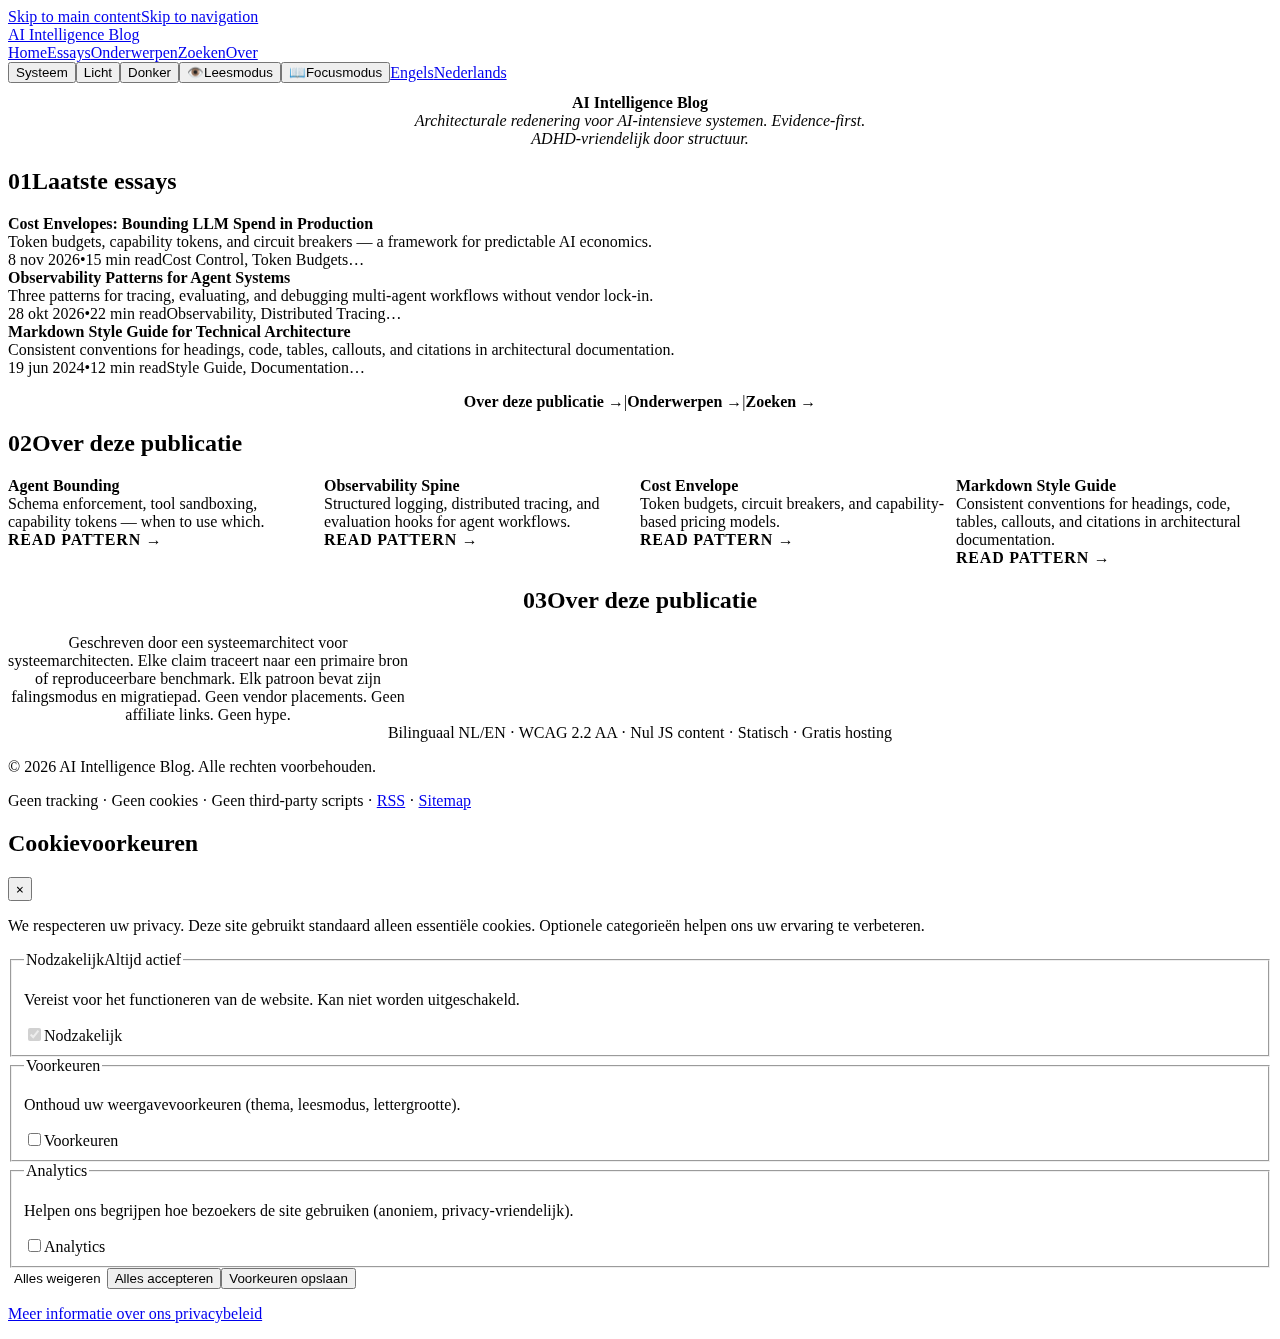 Skip to main contentSkip to navigation
AI Intelligence Blog
HomeEssaysOnderwerpenZoekenOver
Systeem Licht Donker 👁️Leesmodus 📖Focusmodus EngelsNederlands
AI Intelligence Blog
Architecturale redenering voor AI-intensieve systemen. Evidence-first.
ADHD-vriendelijk door structuur.
01Laatste essays
Cost Envelopes: Bounding LLM Spend in Production
Token budgets, capability tokens, and circuit breakers — a framework for predictable AI economics.
8 nov 2026•15 min readCost Control, Token Budgets…
Observability Patterns for Agent Systems
Three patterns for tracing, evaluating, and debugging multi-agent workflows without vendor lock-in.
28 okt 2026•22 min readObservability, Distributed Tracing…
Markdown Style Guide for Technical Architecture
Consistent conventions for headings, code, tables, callouts, and citations in architectural documentation.
19 jun 2024•12 min readStyle Guide, Documentation…
Over deze publicatie →|Onderwerpen →|Zoeken →
02Over deze publicatie
Agent Bounding
Schema enforcement, tool sandboxing,
capability tokens — when to use which.
READ PATTERN →
Observability Spine
Structured logging, distributed tracing, and
evaluation hooks for agent workflows.
READ PATTERN →
Cost Envelope
Token budgets, circuit breakers, and capability-
based pricing models.
READ PATTERN →
Markdown Style Guide
Consistent conventions for headings, code,
tables, callouts, and citations in architectural
documentation.
READ PATTERN →
03Over deze publicatie
Geschreven door een systeemarchitect voor
systeemarchitecten. Elke claim traceert naar een primaire bron
of reproduceerbare benchmark. Elk patroon bevat zijn
falingsmodus en migratiepad. Geen vendor placements. Geen
affiliate links. Geen hype.
Bilinguaal NL/EN · WCAG 2.2 AA · Nul JS content · Statisch · Gratis hosting
© 2026 AI Intelligence Blog. Alle rechten voorbehouden.
Geen tracking · Geen cookies · Geen third-party scripts · RSS · Sitemap
Cookievoorkeuren
×
We respecteren uw privacy. Deze site gebruikt standaard alleen essentiële cookies. Optionele categorieën helpen ons uw ervaring te verbeteren.
NodzakelijkAltijd actief
Vereist voor het functioneren van de website. Kan niet worden uitgeschakeld.
Nodzakelijk
Voorkeuren
Onthoud uw weergavevoorkeuren (thema, leesmodus, lettergrootte).
Voorkeuren
Analytics
Helpen ons begrijpen hoe bezoekers de site gebruiken (anoniem, privacy-vriendelijk).
Analytics
Alles weigeren Alles accepteren Voorkeuren opslaan
Meer informatie over ons privacybeleid